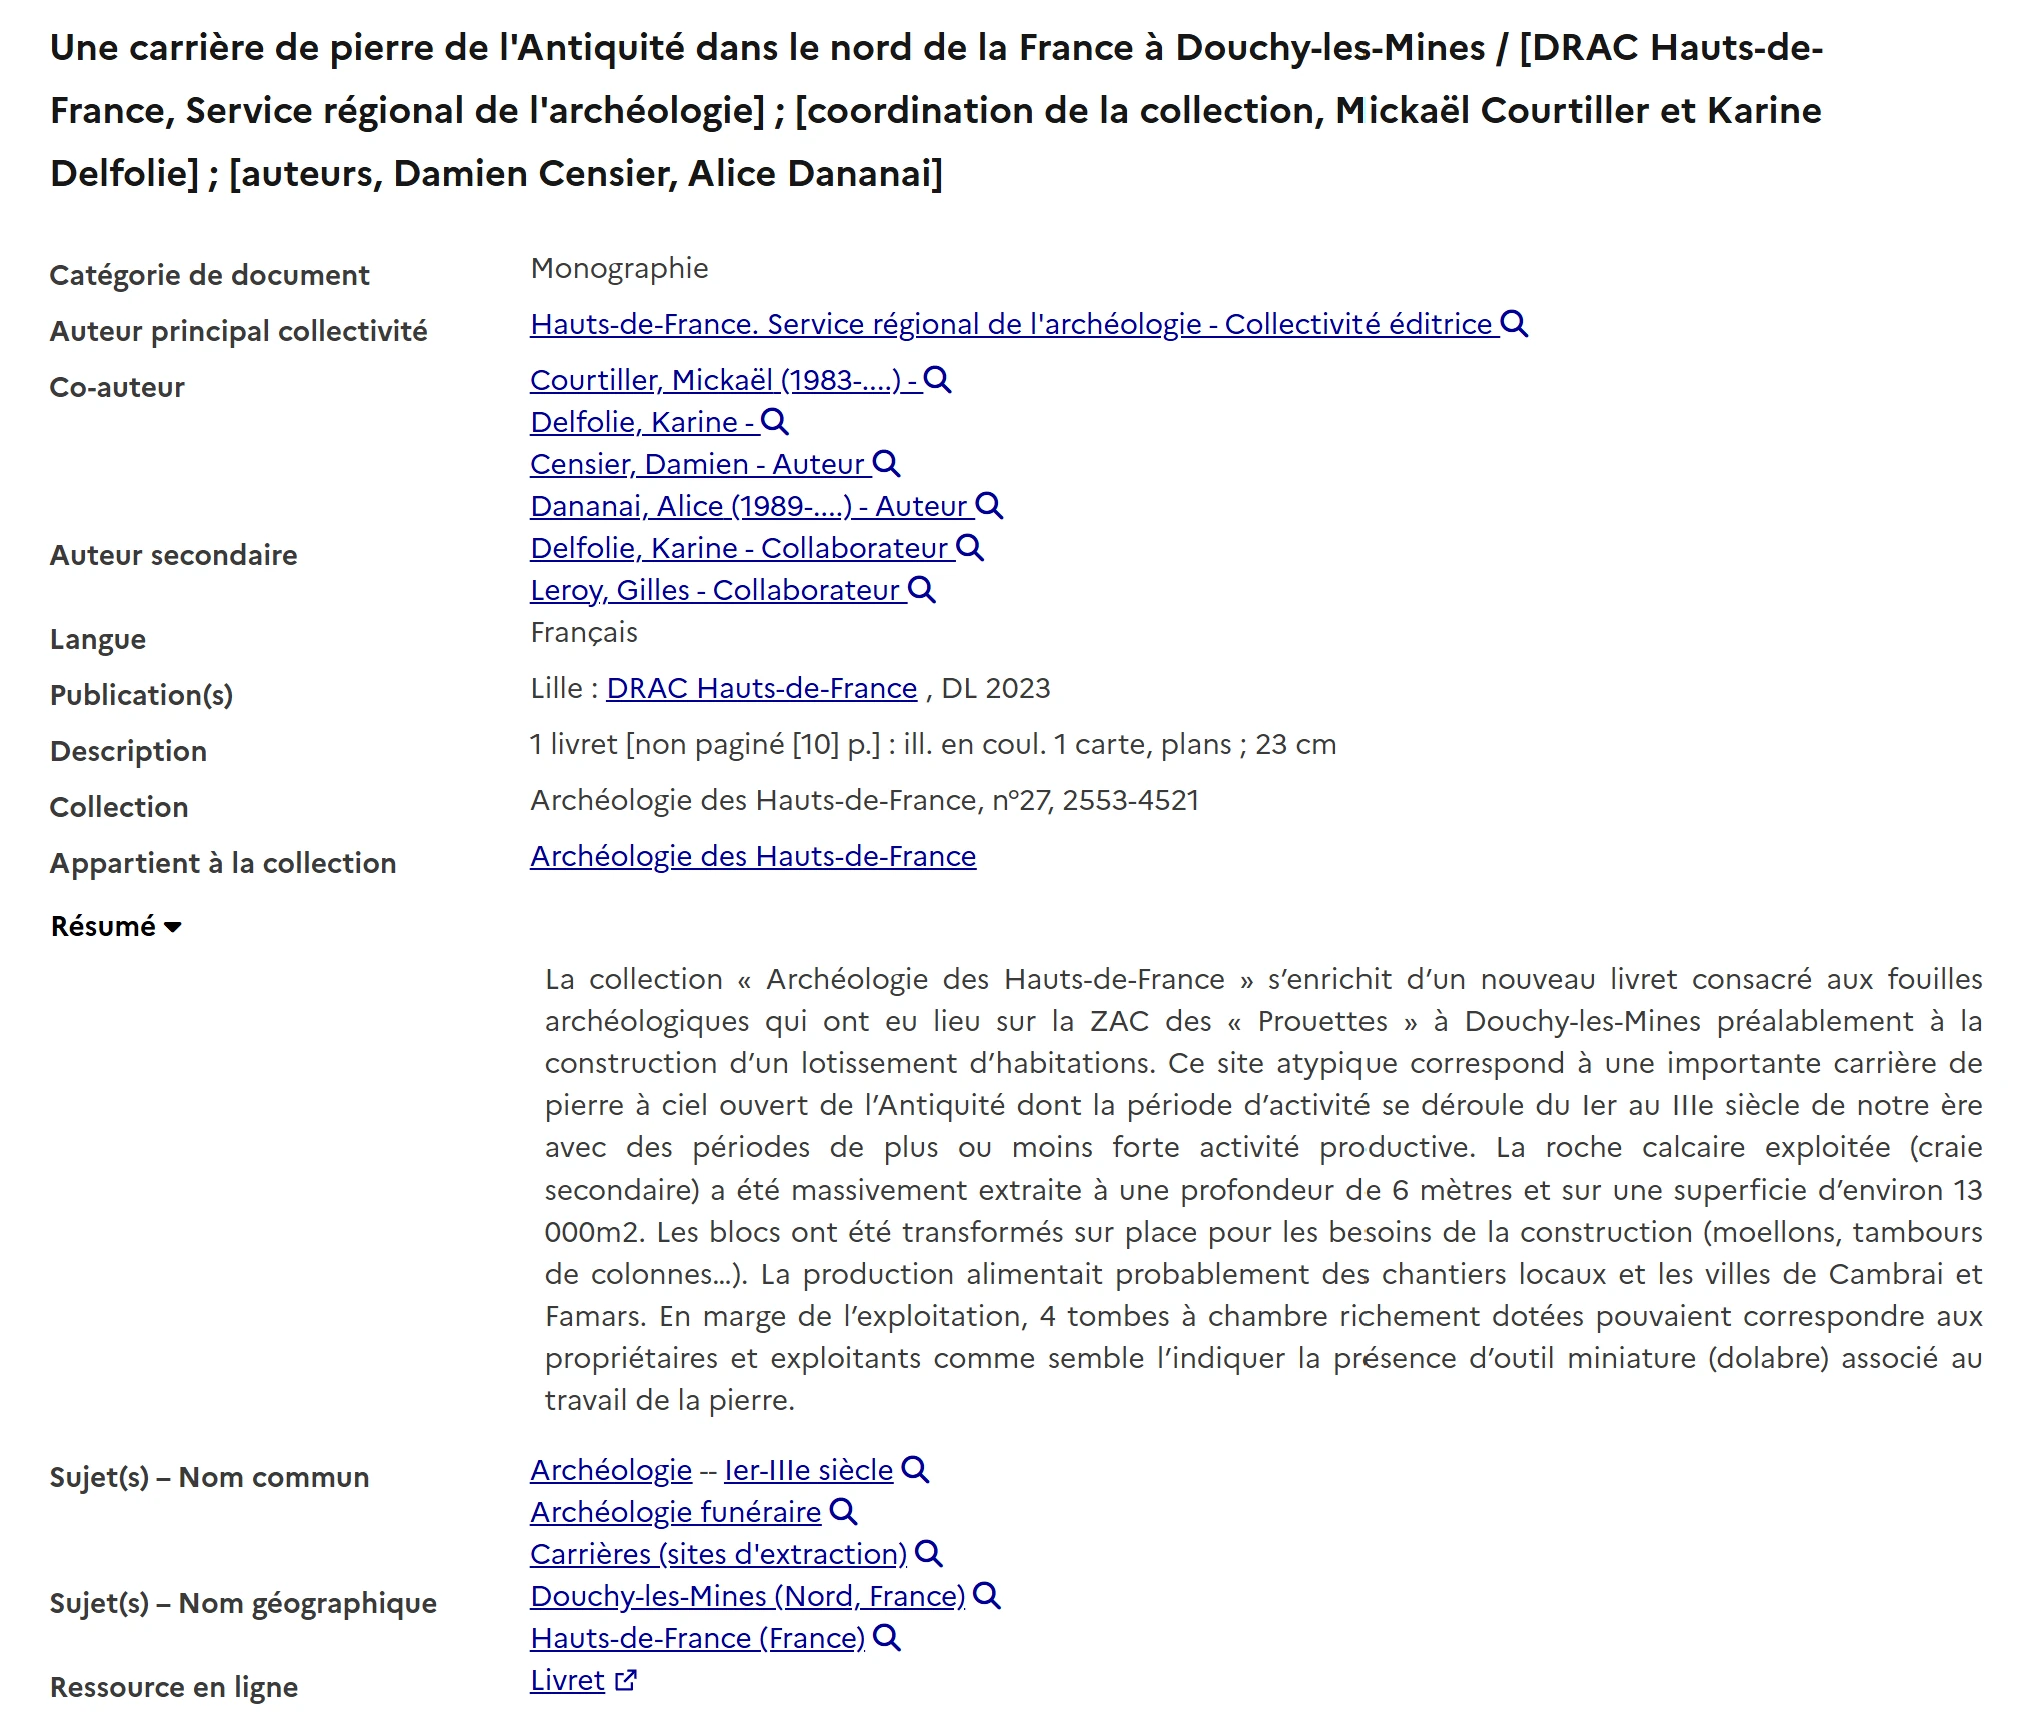 Une carrière de pierre de l'Antiquité dans le nord de la France à Douchy-les-Mines / [DRAC Hauts-de-
France, Service régional de l'archéologie] ; [coordination de la collection, Mickaël Courtiller et Karine
Delfolie] ; [auteurs, Damien Censier, Alice Dananai]
Catégorie de document Monographie
Auteur principal collectivité Hauts-de-France. Service régional de l'archéologie - Collectivité éditrice
Co-auteur Courtiller, Mickaël (1983-....) -
Delfolie, Karine -
Censier, Damien - Auteur
Dananai, Alice (1989-....) - Auteur
Auteur secondaire Delfolie, Karine - Collaborateur
Leroy, Gilles - Collaborateur
Langue Français
Publication(s) Lille : DRAC Hauts-de-France , DL 2023
Description 1 livret [non paginé [10] p.] : ill. en coul. 1 carte, plans ; 23 cm
Collection Archéologie des Hauts-de-France, n°27, 2553-4521
Appartient à la collection Archéologie des Hauts-de-France
Résumé
La collection « Archéologie des Hauts-de-France » s’enrichit d’un nouveau livret consacré aux fouilles
archéologiques qui ont eu lieu sur la ZAC des « Prouettes » à Douchy-les-Mines préalablement à la
construction d’un lotissement d’habitations. Ce site atypique correspond à une importante carrière de
pierre à ciel ouvert de l’Antiquité dont la période d’activité se déroule du Ier au IIIe siècle de notre ère
avec des périodes de plus ou moins forte activité productive. La roche calcaire exploitée (craie
secondaire) a été massivement extraite à une profondeur de 6 mètres et sur une superficie d’environ 13
000m2. Les blocs ont été transformés sur place pour les besoins de la construction (moellons, tambours
de colonnes…). La production alimentait probablement des chantiers locaux et les villes de Cambrai et
Famars. En marge de l’exploitation, 4 tombes à chambre richement dotées pouvaient correspondre aux
propriétaires et exploitants comme semble l’indiquer la présence d’outil miniature (dolabre) associé au
travail de la pierre.
Sujet(s) – Nom commun Archéologie -- Ier-IIIe siècle
Archéologie funéraire
Carrières (sites d'extraction)
Sujet(s) – Nom géographique Douchy-les-Mines (Nord, France)
Hauts-de-France (France)
Ressource en ligne Livret